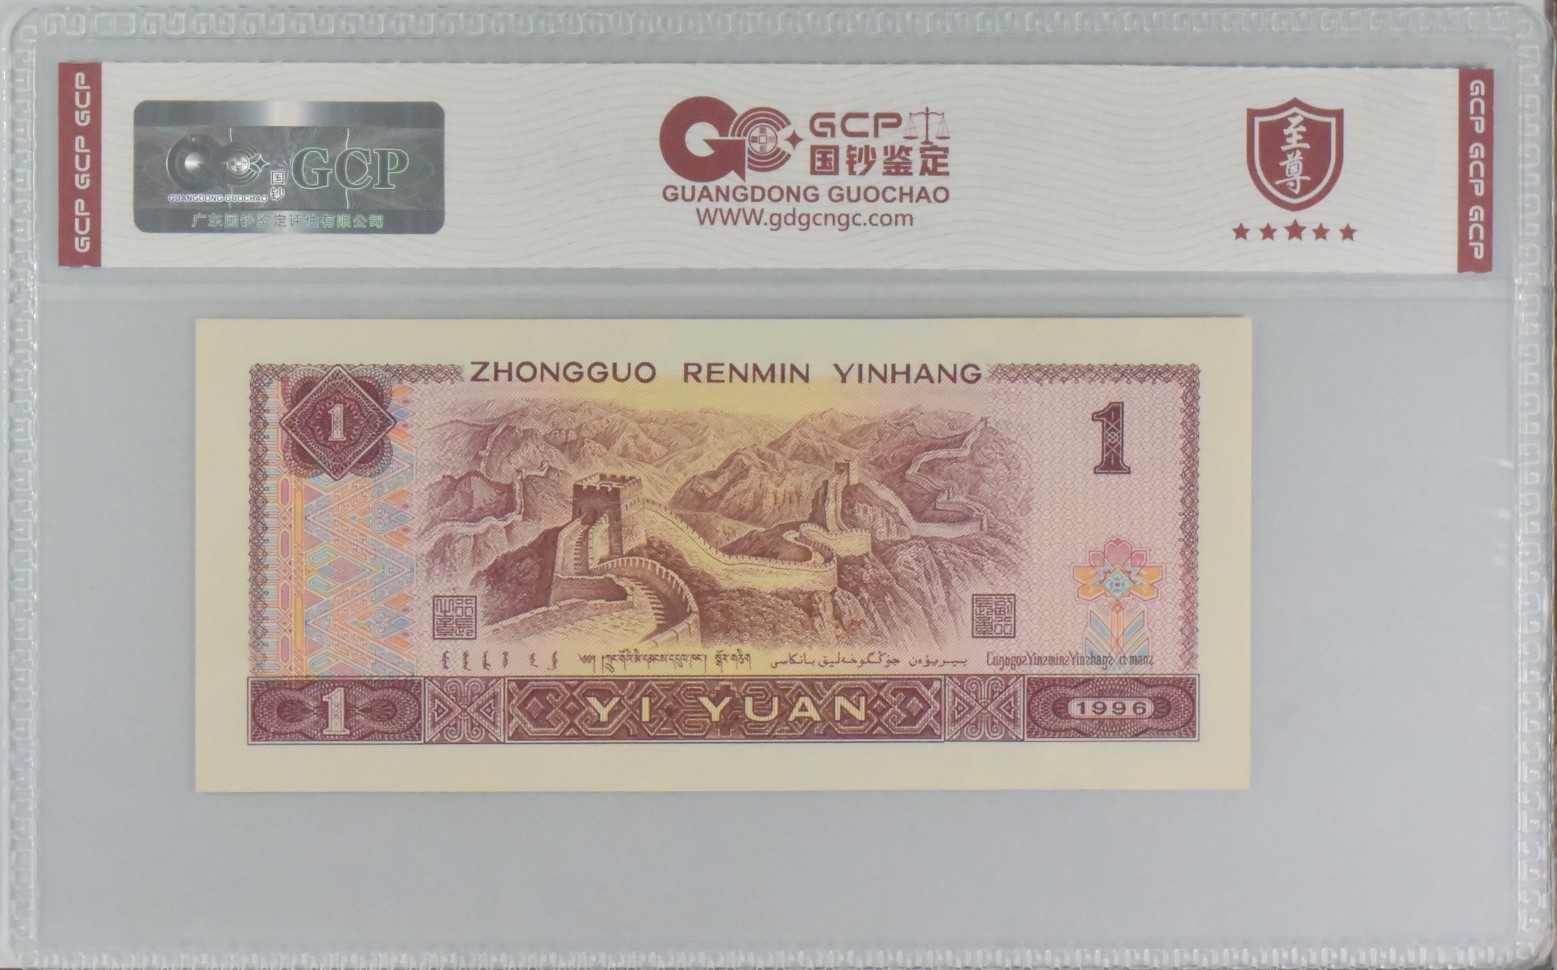 GCP GCP GCP
GCP
国钞
GUANGDONG GUOCHAO
广东国钞鉴定评估有限公司
GCP
国钞鉴定
GUANGDONG GUOCHAO
WWW.gdgcngc.com
至尊
GCP GCP GCP
ZHONGGUO RENMIN YINHANG
1
1
1
YI YUAN
1996